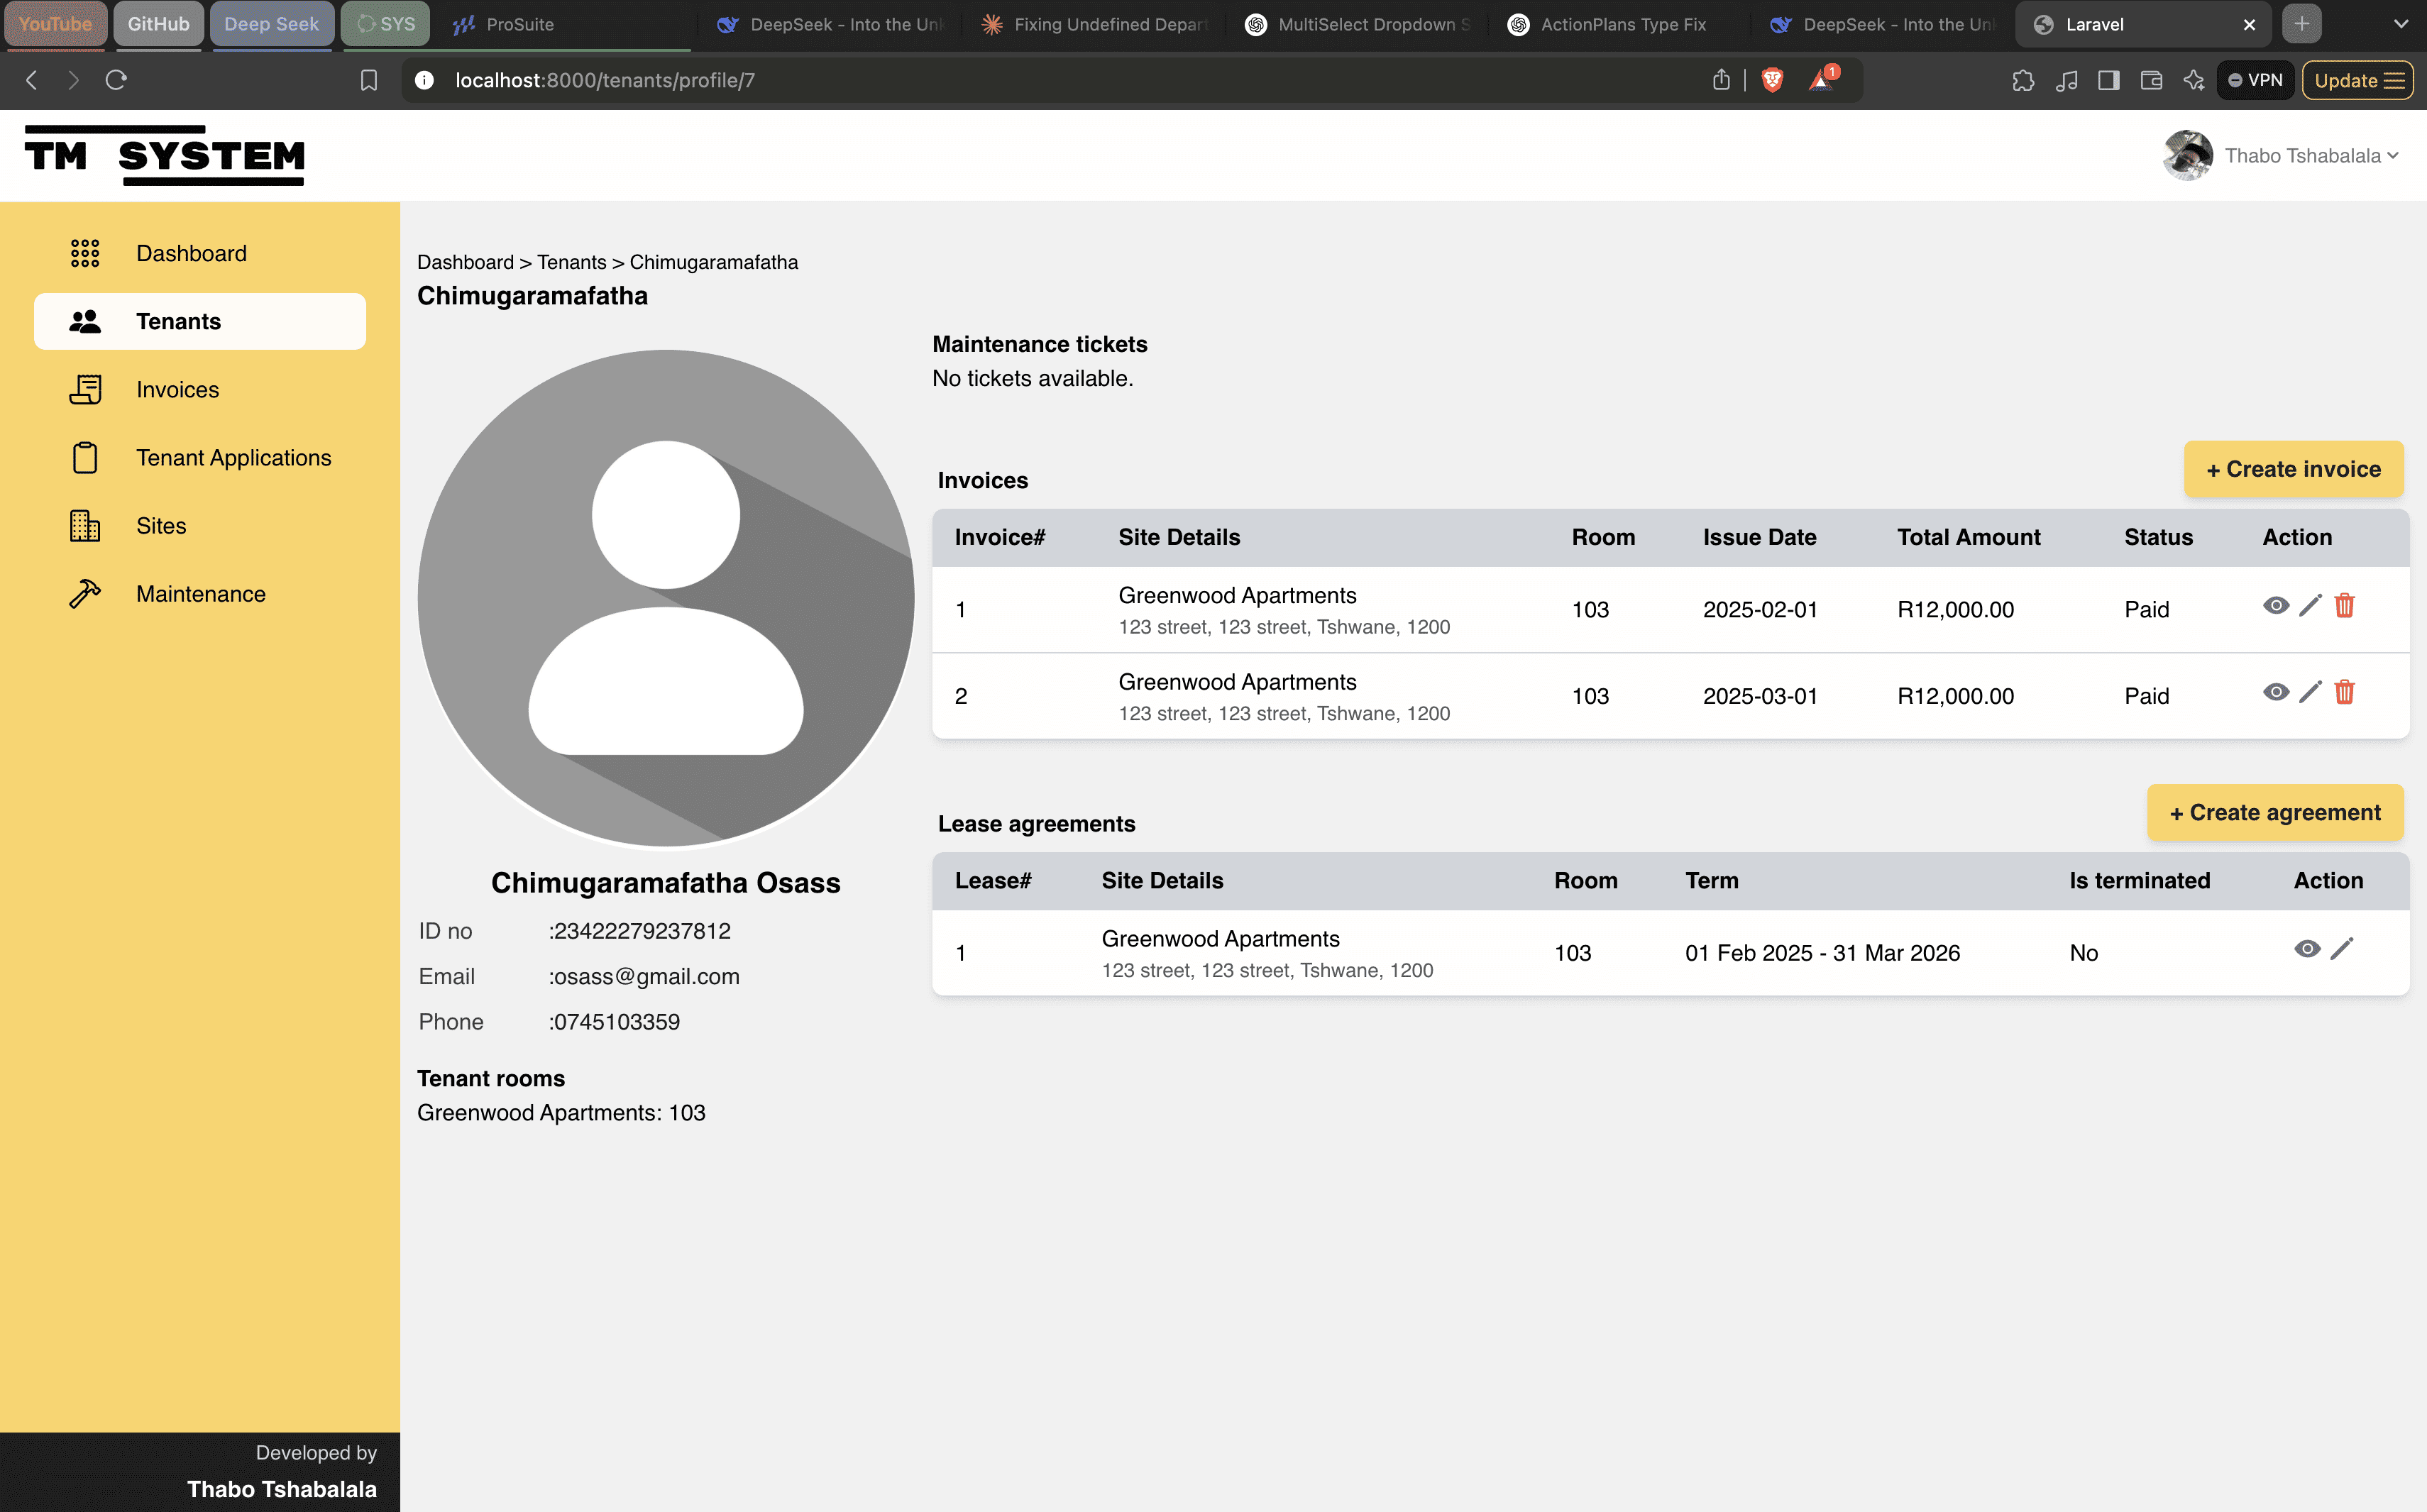 YouTube GitHub Deep Seek SYS ProSuite DeepSeek - Into the Un Fixing Undefined Depar MultiSelect Dropdown S ActionPlans Type Fix DeepSeek - Into the Un Laravel
localhost:8000/tenants/profile/7 1 VPN Update
TM SYSTEM
Thabo Tshabalala
Dashboard
Tenants
Invoices
Tenant Applications
Sites
Maintenance
Developed by
Thabo Tshabalala
Dashboard > Tenants > Chimugaramafatha
Chimugaramafatha
Chimugaramafatha Osass
ID no :23422279237812
Email :osass@gmail.com
Phone :0745103359
Tenant rooms
Greenwood Apartments: 103
Maintenance tickets
No tickets available.
Invoices
+ Create invoice
Invoice# Site Details Room Issue Date Total Amount Status Action
1 Greenwood Apartments 103 2025-02-01 R12,000.00 Paid
123 street, 123 street, Tshwane, 1200
2 Greenwood Apartments 103 2025-03-01 R12,000.00 Paid
123 street, 123 street, Tshwane, 1200
Lease agreements
+ Create agreement
Lease# Site Details Room Term Is terminated Action
1 Greenwood Apartments 103 01 Feb 2025 - 31 Mar 2026 No
123 street, 123 street, Tshwane, 1200